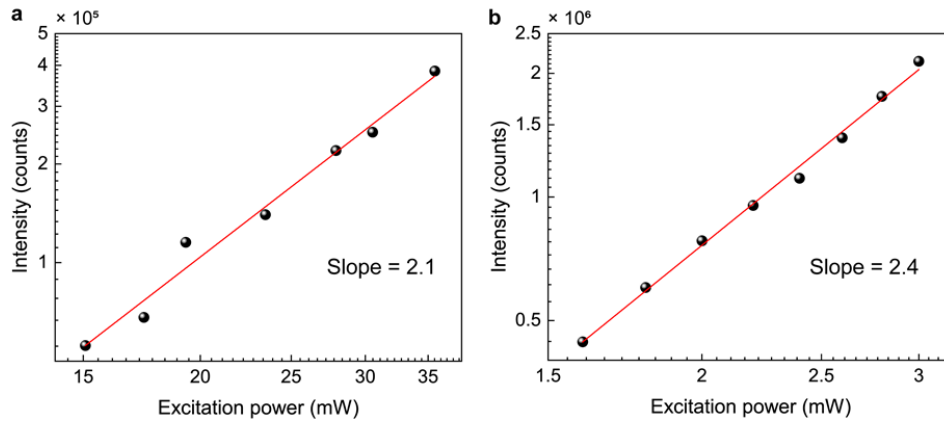 a
× 10⁵
5
4
3
2
1
Intensity (counts)
Slope = 2.1
15
20
25
30
35
Excitation power (mW)
b
× 10⁶
2.5
2
1.5
1
0.5
Intensity (counts)
Slope = 2.4
1.5
2
2.5
3
Excitation power (mW)